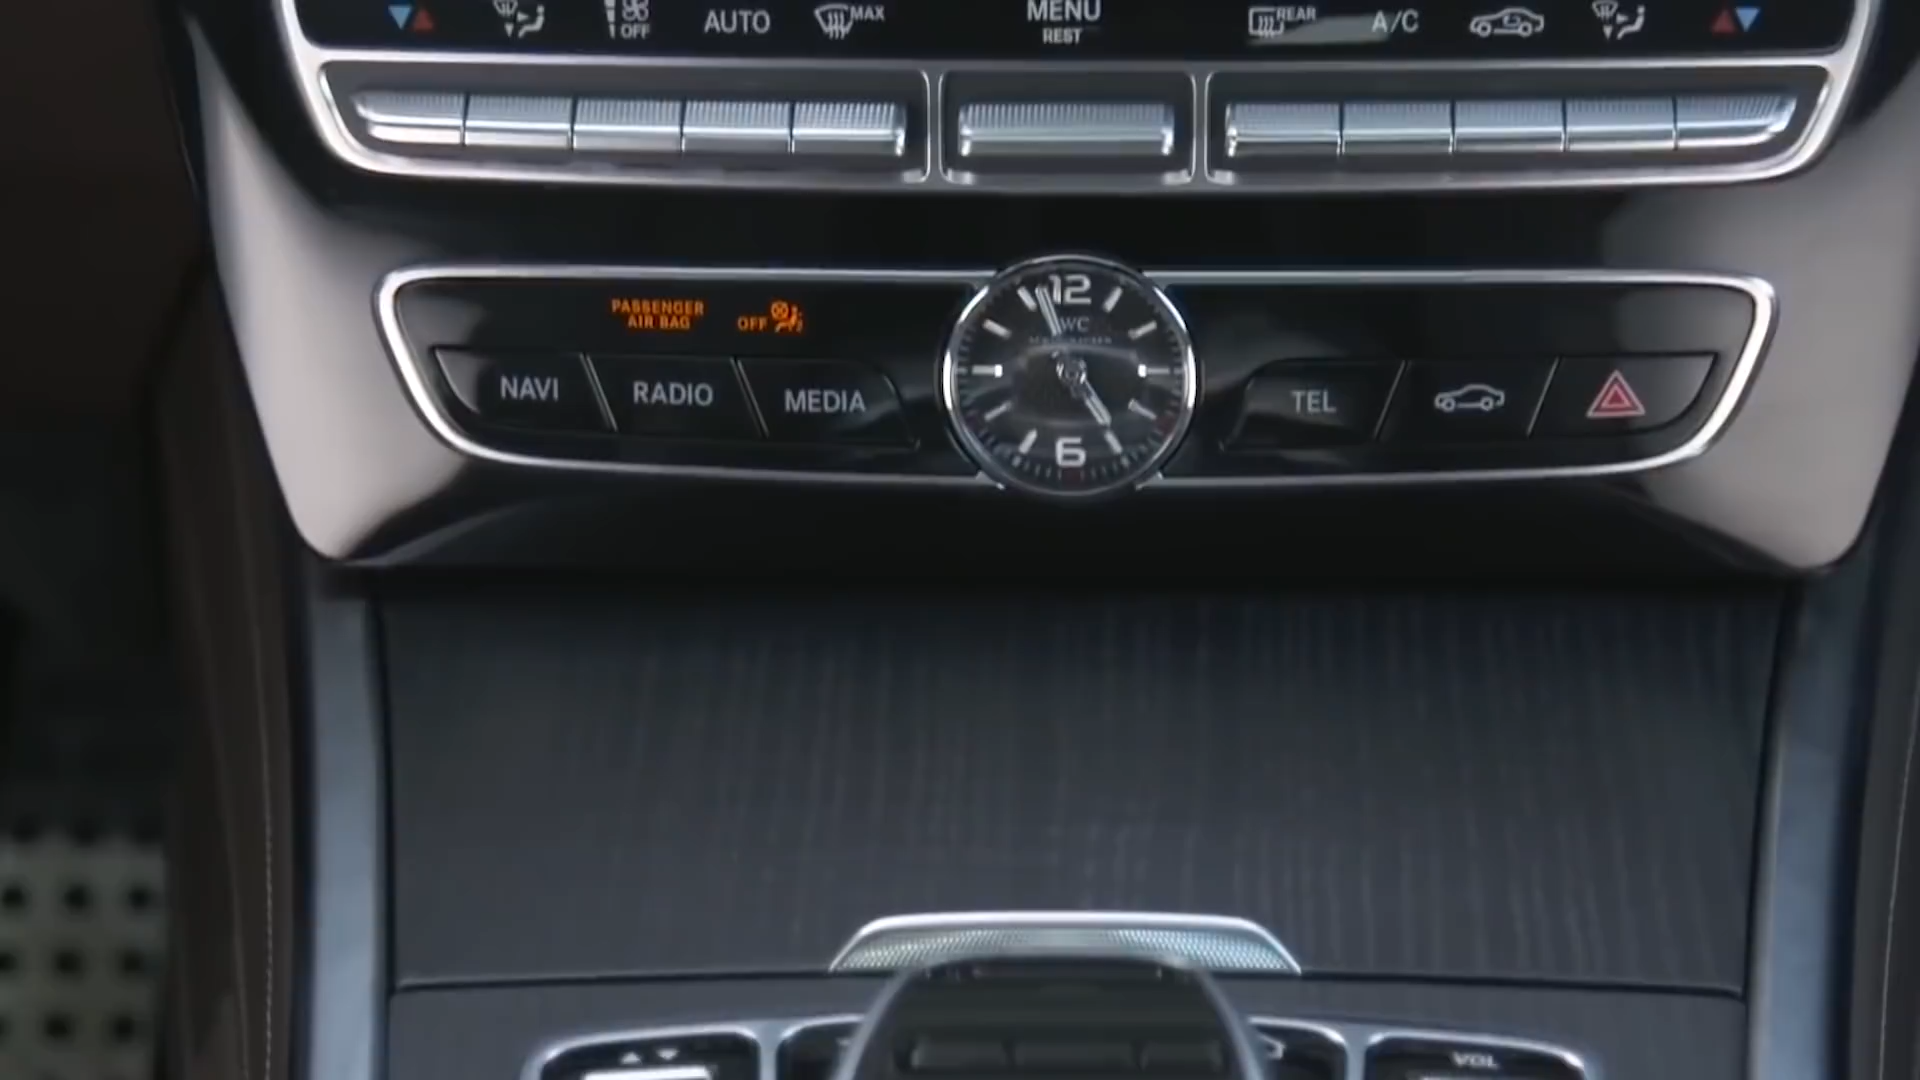 OFF
AUTO
MAX
MENU
REST
REAR
A/C
PASSENGER
AIR BAG
OFF
12
IWC
6
NAVI
RADIO
MEDIA
TEL
VOL